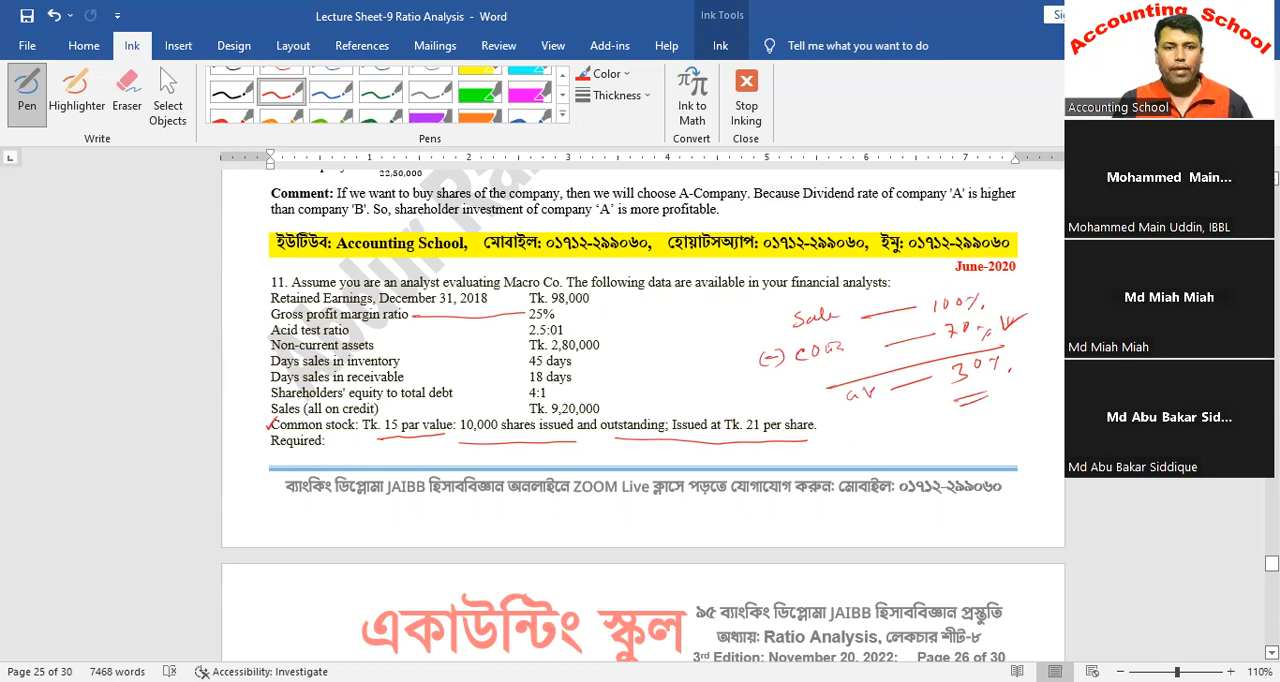 Lecture Sheet-9 Ratio Analysis - Word
Ink Tools
Accounting School
File Home Ink Insert Design Layout References Mailings Review View Add-ins Help Ink Tell me what you want to do
Pen Highlighter Eraser Select Objects
Color
Thickness
Ink to Math
Stop Inking
Write Pens Convert Close
Accounting School
1 2 3 4 5 6 7
22,50,000
Comment: If we want to buy shares of the company, then we will choose A-Company. Because Dividend rate of company 'A' is higher
than company 'B'. So, shareholder investment of company ‘A’ is more profitable.
ইউটিউব: Accounting School, মোবাইল: ০১৭১২-২৯৯০৬০, হোয়াটসঅ্যাপ: ০১৭১২-২৯৯০৬০, ইমু: ০১৭১২-২৯৯০৬০
June-2020
11. Assume you are an analyst evaluating Macro Co. The following data are available in your financial analysts:
Retained Earnings, December 31, 2018 Tk. 98,000
Gross profit margin ratio 25%
Acid test ratio 2.5:01
Non-current assets Tk. 2,80,000
Days sales in inventory 45 days
Days sales in receivable 18 days
Shareholders' equity to total debt 4:1
Sales (all on credit) Tk. 9,20,000
Common stock: Tk. 15 par value: 10,000 shares issued and outstanding; Issued at Tk. 21 per share.
Required:
Sale 100%
(-) COGS 70%
30%
ব্যাংকিং ডিপ্লোমা JAIBB হিসাববিজ্ঞান অনলাইনে ZOOM Live ক্লাসে পড়তে যোগাযোগ করুন: মোবাইল: ০১৭১২-২৯৯০৬০
একাউন্টিং স্কুল
৯৫ ব্যাংকিং ডিপ্লোমা JAIBB হিসাববিজ্ঞান প্রস্তুতি
অধ্যায়: Ratio Analysis, লেকচার শীট-৮
3rd Edition: November 20, 2022; Page 26 of 30
Mohammed Main...
Mohammed Main Uddin, IBBL
Md Miah Miah
Md Miah Miah
Md Abu Bakar Sid...
Md Abu Bakar Siddique
Page 25 of 30 7468 words Accessibility: Investigate 110%